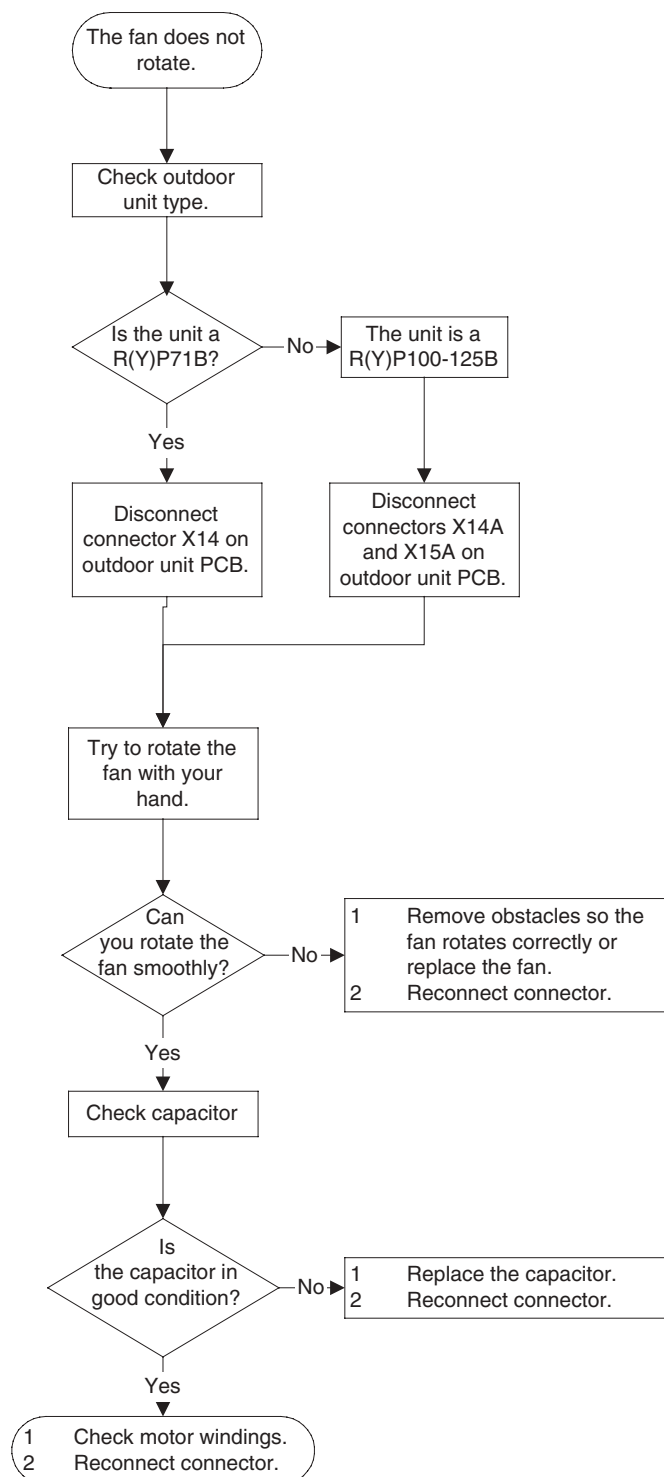 The fan does not
rotate.
Check outdoor
unit type.
Is the unit a
R(Y)P71B?
No
The unit is a
R(Y)P100-125B
Yes
Disconnect
connector X14 on
outdoor unit PCB.
Disconnect
connectors X14A
and X15A on
outdoor unit PCB.
Try to rotate the
fan with your
hand.
Can
you rotate the
fan smoothly?
No
1 Remove obstacles so the
fan rotates correctly or
replace the fan.
2 Reconnect connector.
Yes
Check capacitor
Is
the capacitor in
good condition?
No
1 Replace the capacitor.
2 Reconnect connector.
Yes
1 Check motor windings.
2 Reconnect connector.